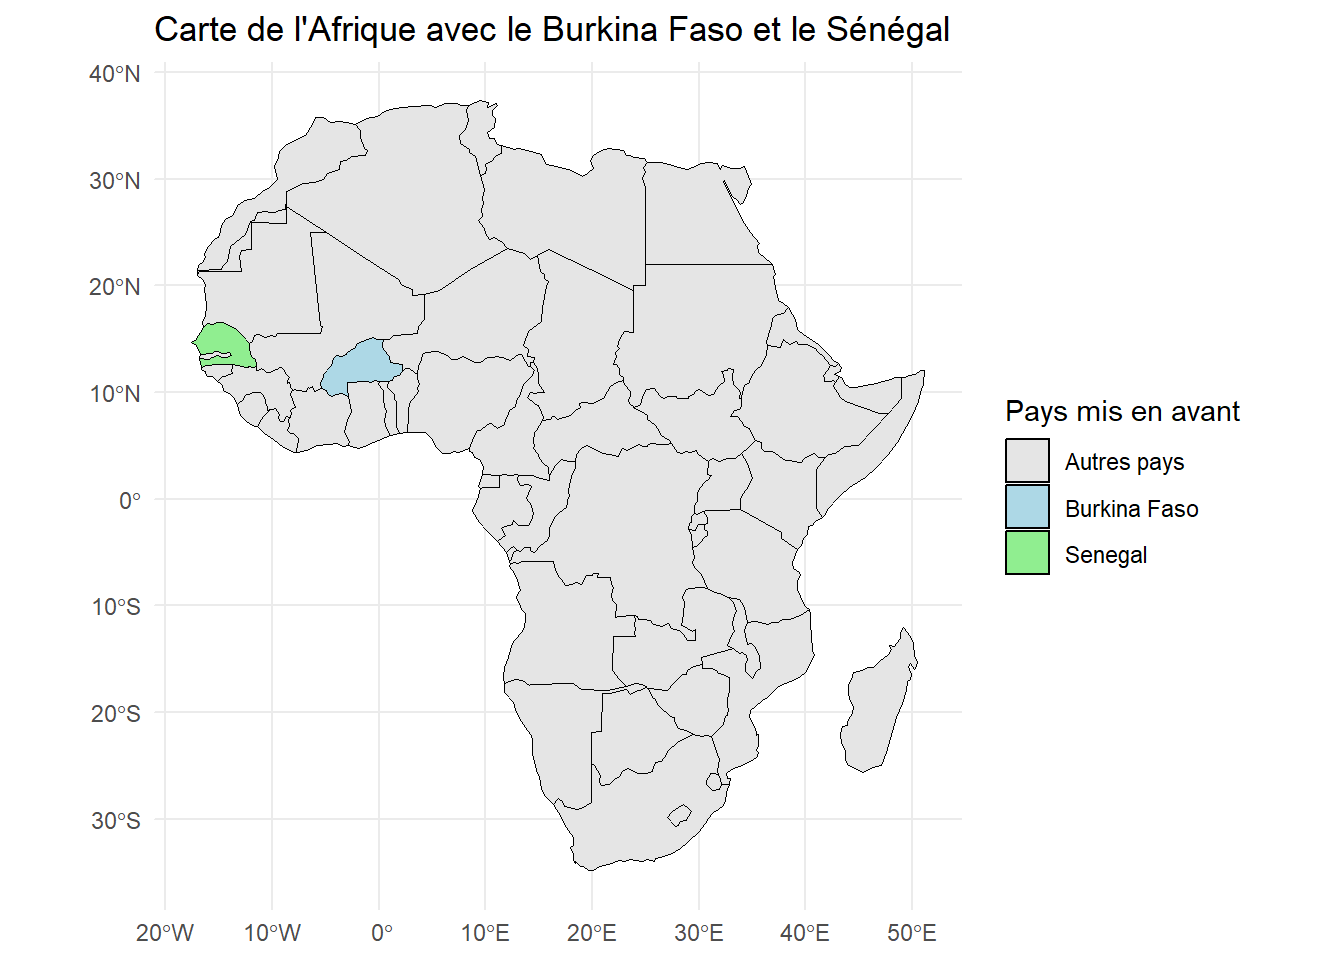 Carte de l'Afrique avec le Burkina Faso et le Sénégal
40°N
30°N
20°N
10°N
0°
10°S
20°S
30°S
20°W
10°W
0°
10°E
20°E
30°E
40°E
50°E
Pays mis en avant
Autres pays
Burkina Faso
Senegal